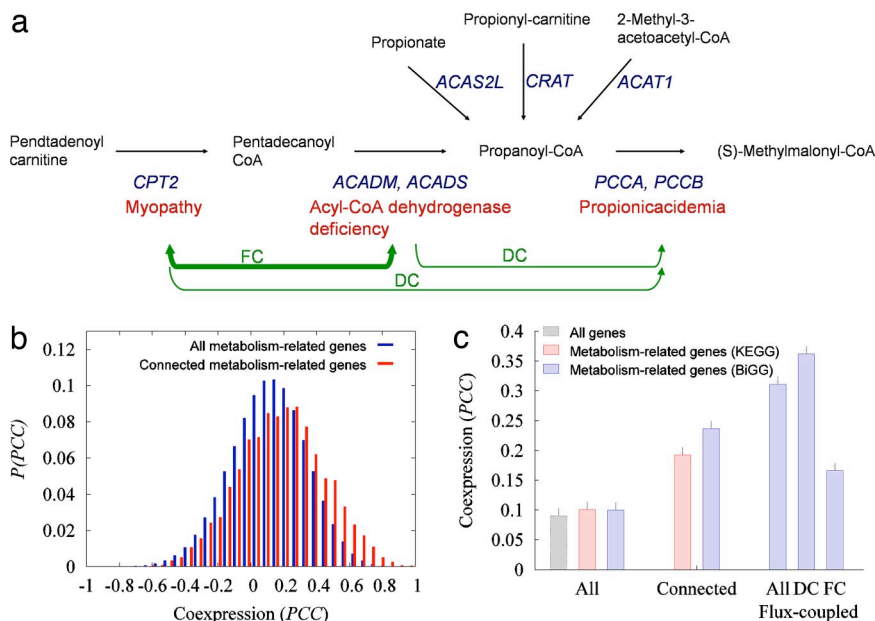 a
Propionate
Propionyl-carnitine
2-Methyl-3-
acetoacetyl-CoA
ACAS2L
CRAT
ACAT1
Pendtadenoyl
carnitine
Pentadecanoyl
CoA
Propanoyl-CoA
(S)-Methylmalonyl-CoA
CPT2
ACADM, ACADS
PCCA, PCCB
Myopathy
Acyl-CoA dehydrogenase
deficiency
Propionicacidemia
FC
DC
DC
b
All metabolism-related genes
Connected metabolism-related genes
P(PCC)
0.12
0.1
0.08
0.06
0.04
0.02
0
-1 -0.8 -0.6 -0.4 -0.2 0 0.2 0.4 0.6 0.8 1
Coexpression (PCC)
c
All genes
Metabolism-related genes (KEGG)
Metabolism-related genes (BiGG)
Coexpression (PCC)
0.4
0.35
0.3
0.25
0.2
0.15
0.1
0.05
0
All Connected All DC FC
Flux-coupled